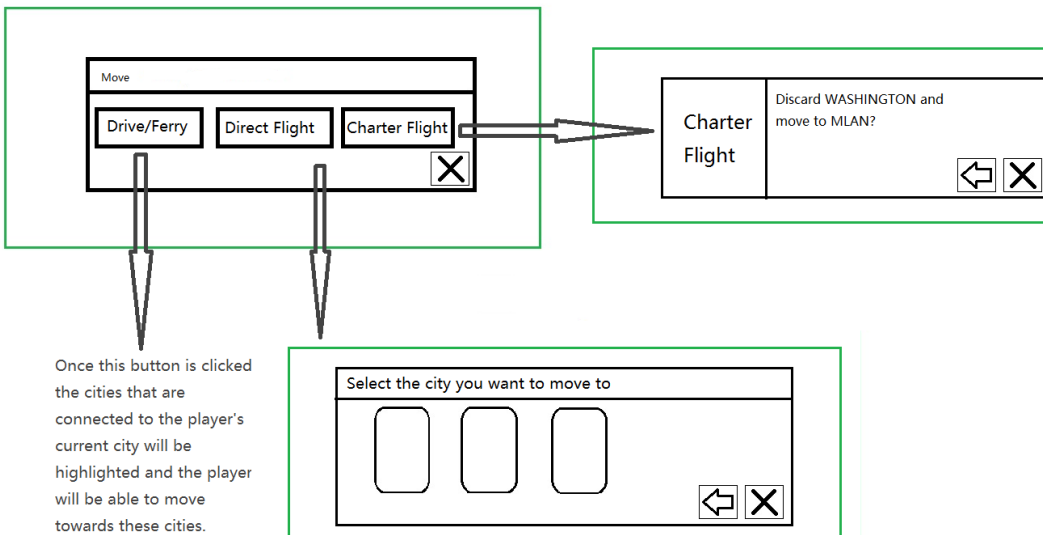 Move
Drive/Ferry
Direct Flight
Charter Flight
Charter
Flight
Discard WASHINGTON and
move to MLAN?
Once this button is clicked
the cities that are
connected to the player's
current city will be
highlighted and the player
will be able to move
towards these cities.
Select the city you want to move to